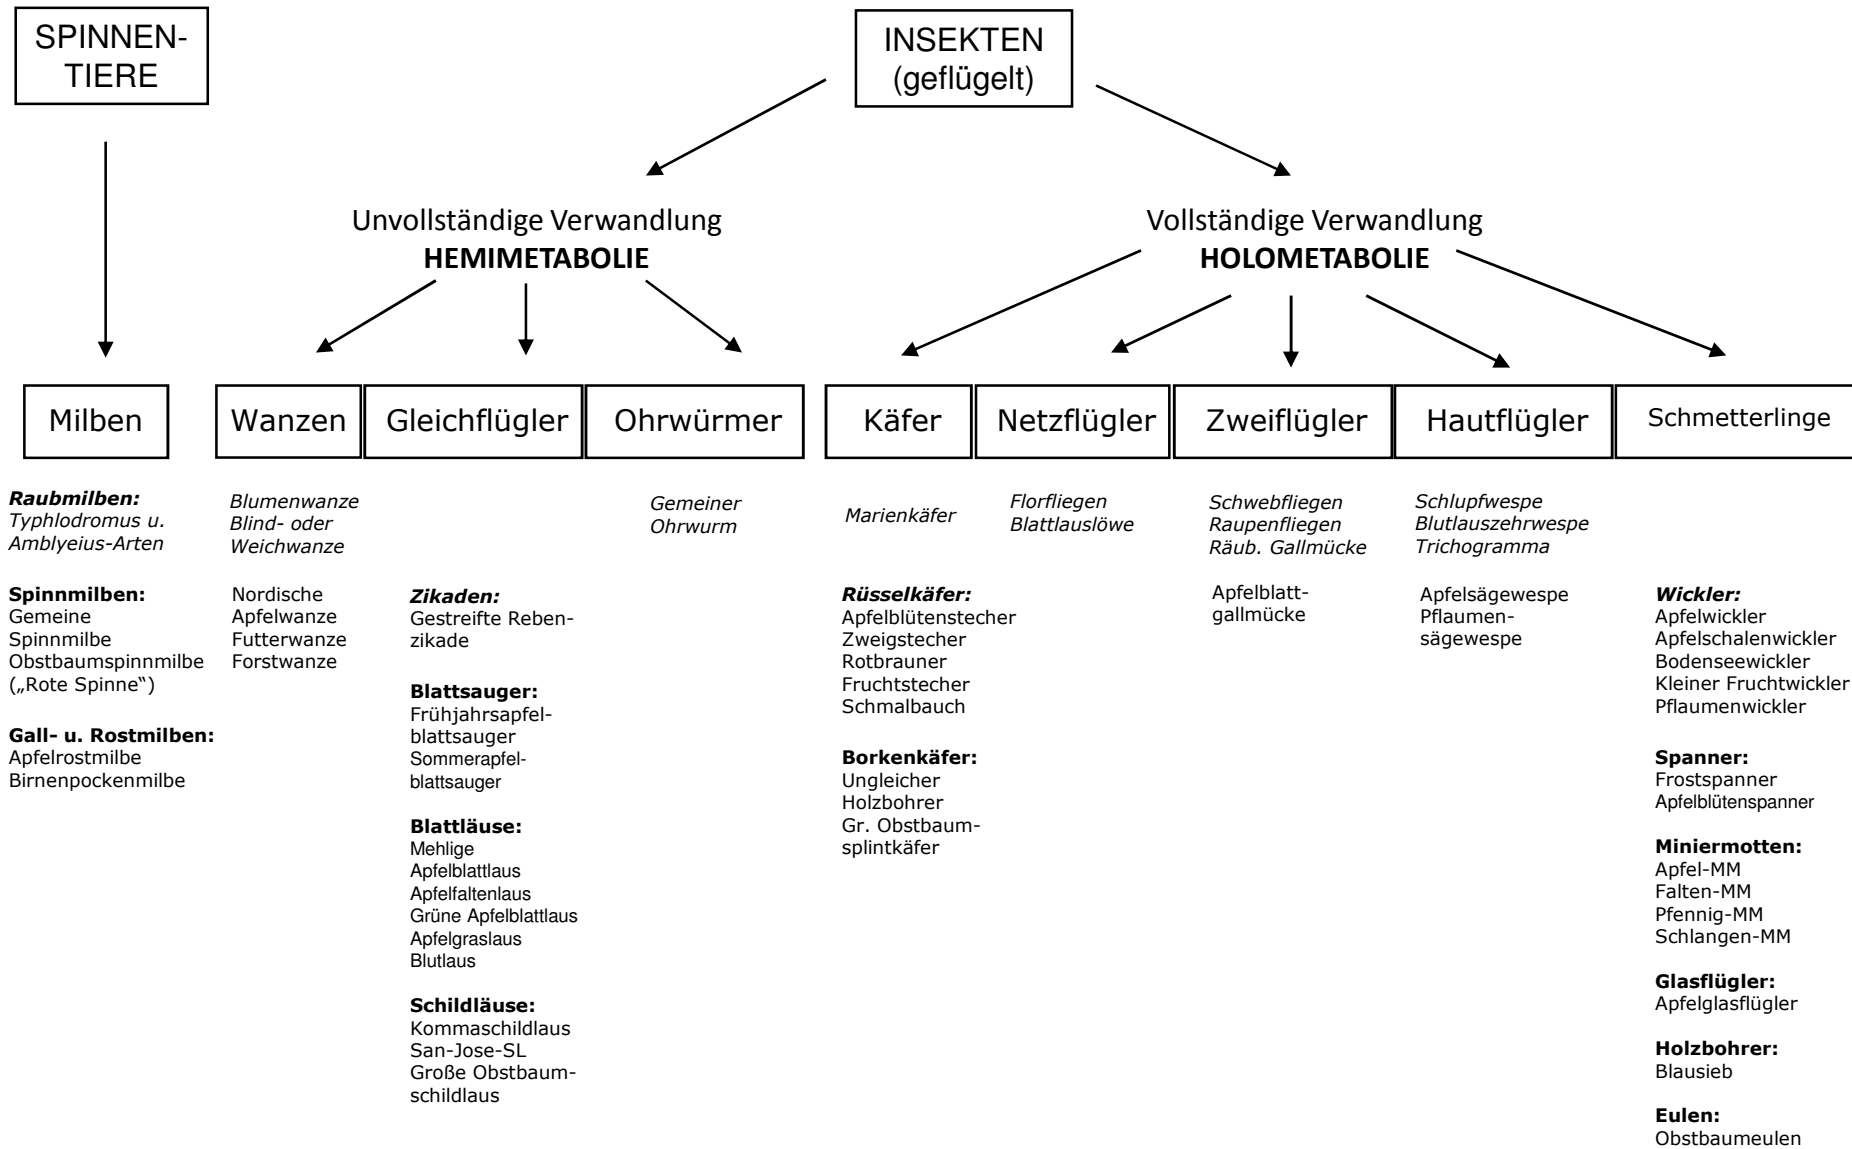 SPINNEN-
TIERE
INSEKTEN
(geflügelt)
Unvollständige Verwandlung
HEMIMETABOLIE
Vollständige Verwandlung
HOLOMETABOLIE
Milben
Wanzen
Gleichflügler
Ohrwürmer
Käfer
Netzflügler
Zweiflügler
Hautflügler
Schmetterlinge
Raubmilben:
Typhlodromus u.
Amblyeius-Arten
Spinnmilben:
Gemeine
Spinnmilbe
Obstbaumspinnmilbe
(„Rote Spinne“)
Gall- u. Rostmilben:
Apfelrostmilbe
Birnenpockenmilbe
Blumenwanze
Blind- oder
Weichwanze
Nordische
Apfelwanze
Futterwanze
Forstwanze
Zikaden:
Gestreifte Reben-
zikade
Blattsauger:
Frühjahrsapfel-
blattsauger
Sommerapfel-
blattsauger
Blattläuse:
Mehlige
Apfelblattlaus
Apfelfaltenlaus
Grüne Apfelblattlaus
Apfelgraslaus
Blutlaus
Schildläuse:
Kommaschildlaus
San-Jose-SL
Große Obstbaum-
schildlaus
Gemeiner
Ohrwurm
Marienkäfer
Rüsselkäfer:
Apfelblütenstecher
Zweigstecher
Rotbrauner
Fruchtstecher
Schmalbauch
Borkenkäfer:
Ungleicher
Holzbohrer
Gr. Obstbaum-
splintkäfer
Florfliegen
Blattlauslöwe
Schwebfliegen
Raupenfliegen
Räub. Gallmücke
Apfelblatt-
gallmücke
Schlupfwespe
Blutlauszehrwespe
Trichogramma
Apfelsägewespe
Pflaumen-
sägewespe
Wickler:
Apfelwickler
Apfelschalenwickler
Bodenseewickler
Kleiner Fruchtwickler
Pflaumenwickler
Spanner:
Frostspanner
Apfelblütenspanner
Miniermotten:
Apfel-MM
Falten-MM
Pfennig-MM
Schlangen-MM
Glasflügler:
Apfelglasflügler
Holzbohrer:
Blausieb
Eulen:
Obstbaumeulen